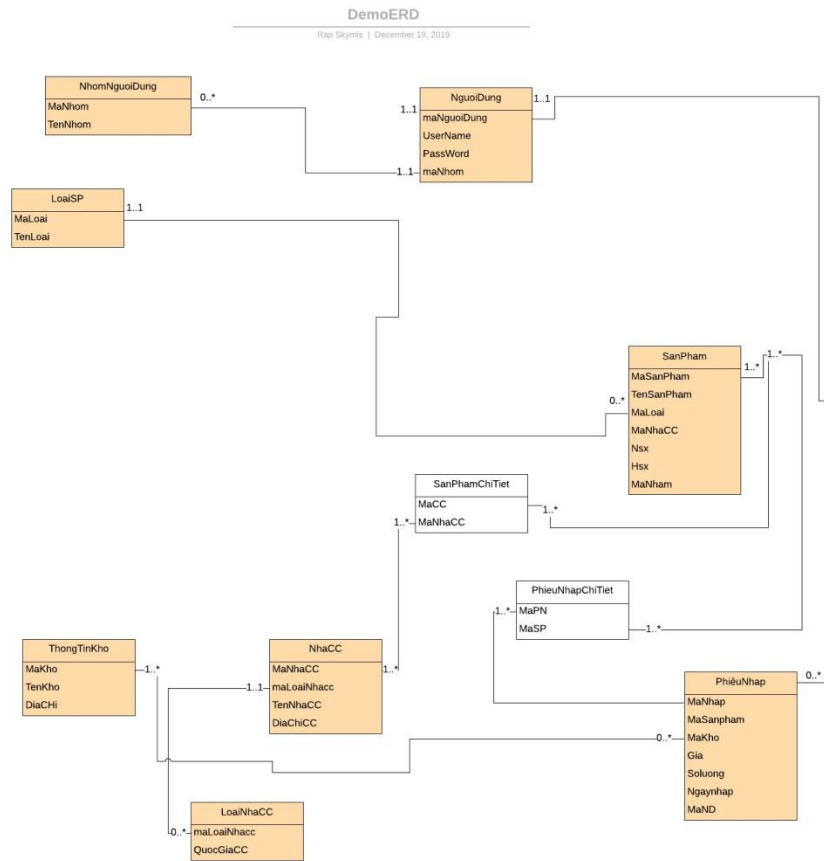 DemoERD
Rap Skymis | December 19, 2019
NhomNguoiDung
MaNhom
TenNhom
0..*
1..1
NguoiDung
maNguoiDung
UserName
PassWord
maNhom
1..1
1..1
LoaiSP
MaLoai
TenLoai
1..1
SanPham
MaSanPham
TenSanPham
MaLoai
MaNhaCC
Nsx
Hsx
MaNham
1..*
1..*
0..*
SanPhamChiTiet
MaCC
MaNhaCC
1..*
1..*
PhieuNhapChiTiet
MaPN
MaSP
1..*
1..*
ThongTinKho
MaKho
TenKho
DiaCHi
1..*
NhaCC
MaNhaCC
maLoaiNhacc
TenNhaCC
DiaChiCC
1..*
1..1
PhiêuNhap
MaNhap
MaSanpham
MaKho
Gia
Soluong
Ngaynhap
MaND
0..*
0..*
LoaiNhaCC
maLoaiNhacc
QuocGiaCC
0..*